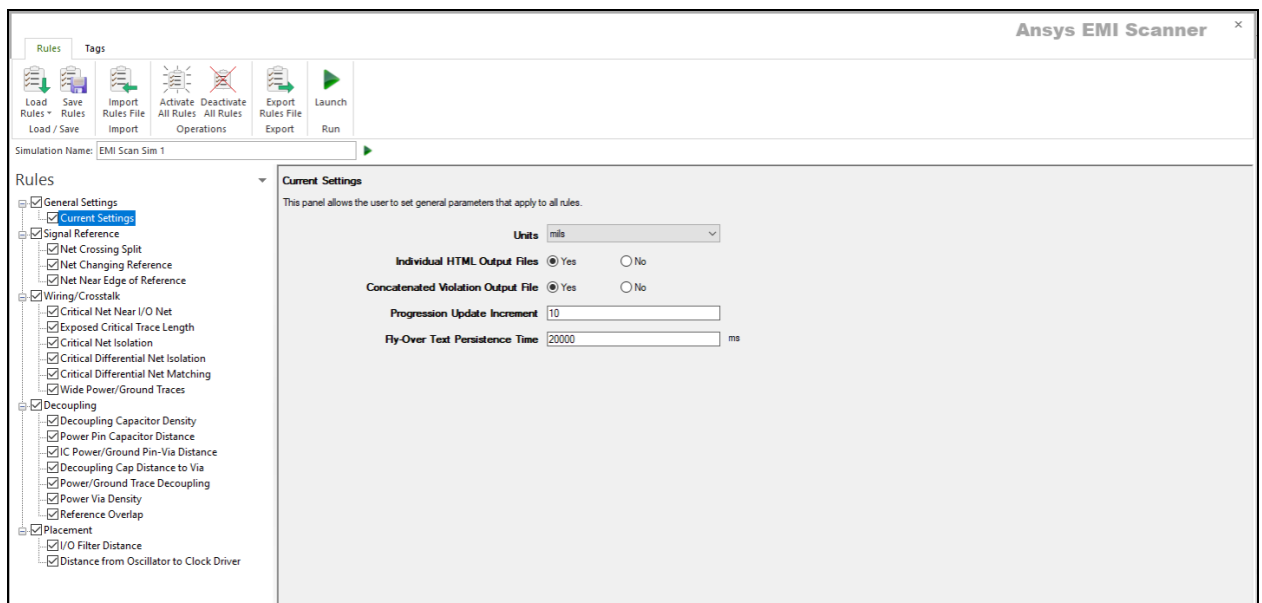 Ansys EMI Scanner
Rules Tags
Load Rules Save Rules Import Rules File Activate All Rules Deactivate All Rules Export Rules File Launch
Load / Save Import Operations Export Run
Simulation Name: EMI Scan Sim 1
Rules
General Settings
Current Settings
Signal Reference
Net Crossing Split
Net Changing Reference
Net Near Edge of Reference
Wiring/Crosstalk
Critical Net Near I/O Net
Exposed Critical Trace Length
Critical Net Isolation
Critical Differential Net Isolation
Critical Differential Net Matching
Wide Power/Ground Traces
Decoupling
Decoupling Capacitor Density
Power Pin Capacitor Distance
IC Power/Ground Pin-Via Distance
Decoupling Cap Distance to Via
Power/Ground Trace Decoupling
Power Via Density
Reference Overlap
Placement
I/O Filter Distance
Distance from Oscillator to Clock Driver
Current Settings
This panel allows the user to set general parameters that apply to all rules.
Units mils
Individual HTML Output Files Yes No
Concatenated Violation Output File Yes No
Progression Update Increment 10
Fly-Over Text Persistence Time 20000 ms